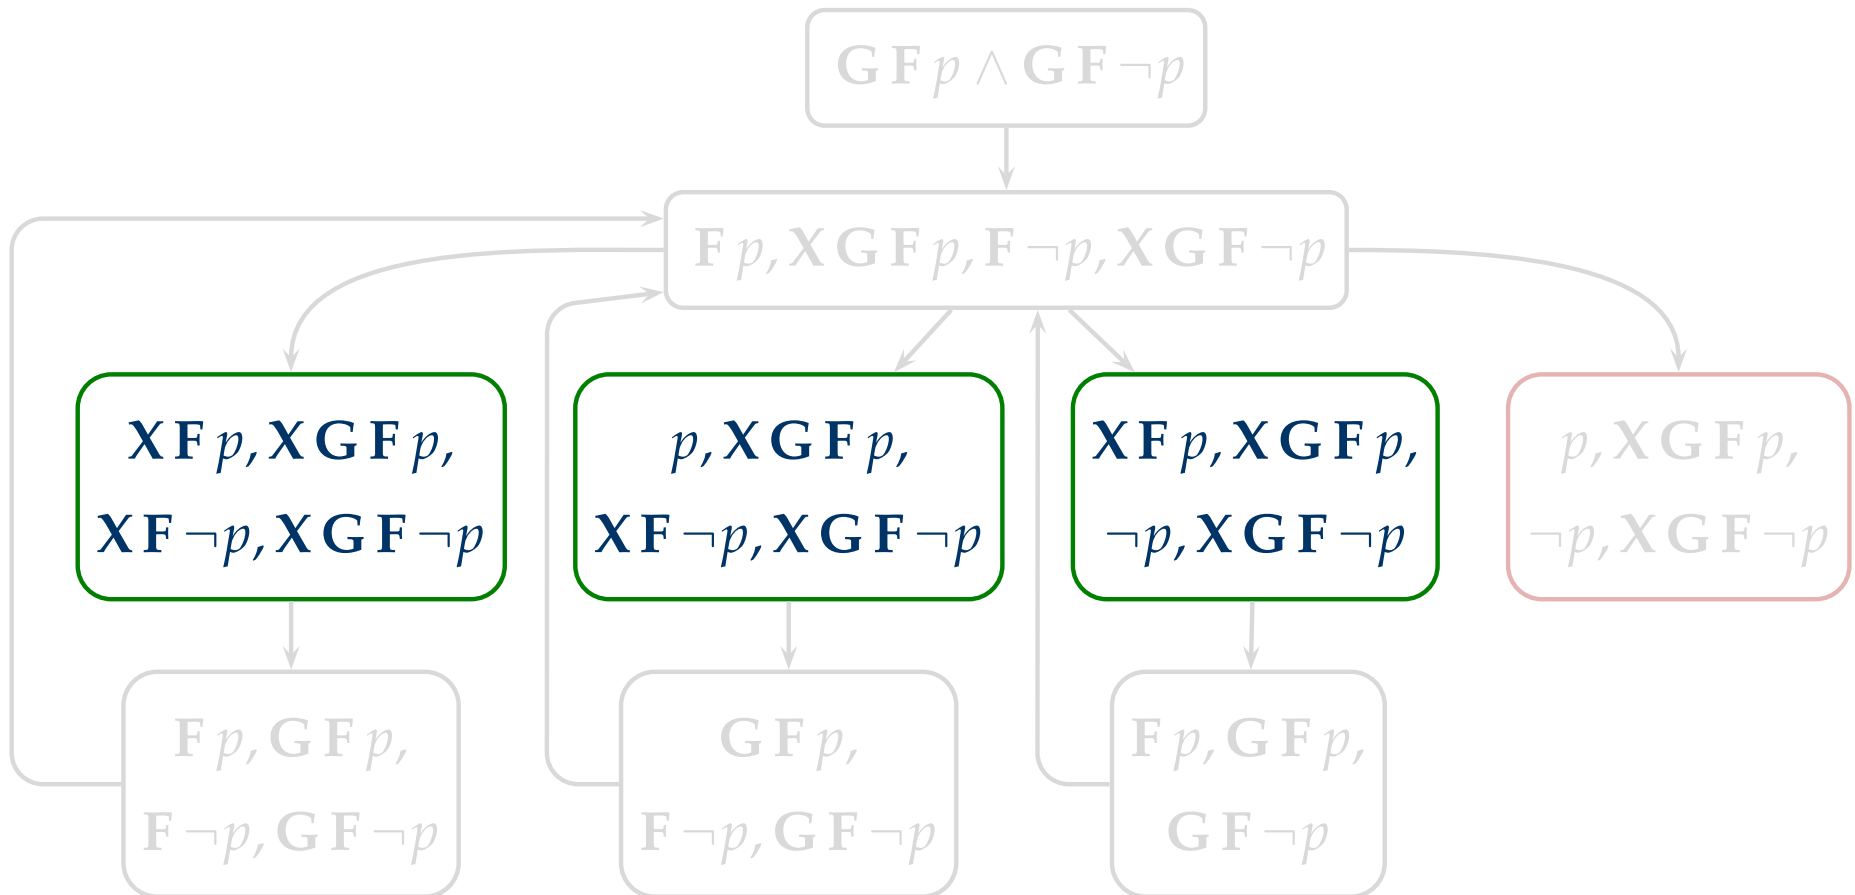 G F p ∧ G F ¬p
F p, X G F p, F ¬p, X G F ¬p
X F p, X G F p,
X F ¬p, X G F ¬p
p, X G F p,
X F ¬p, X G F ¬p
X F p, X G F p,
¬p, X G F ¬p
p, X G F p,
¬p, X G F ¬p
F p, G F p,
F ¬p, G F ¬p
G F p,
F ¬p, G F ¬p
F p, G F p,
G F ¬p